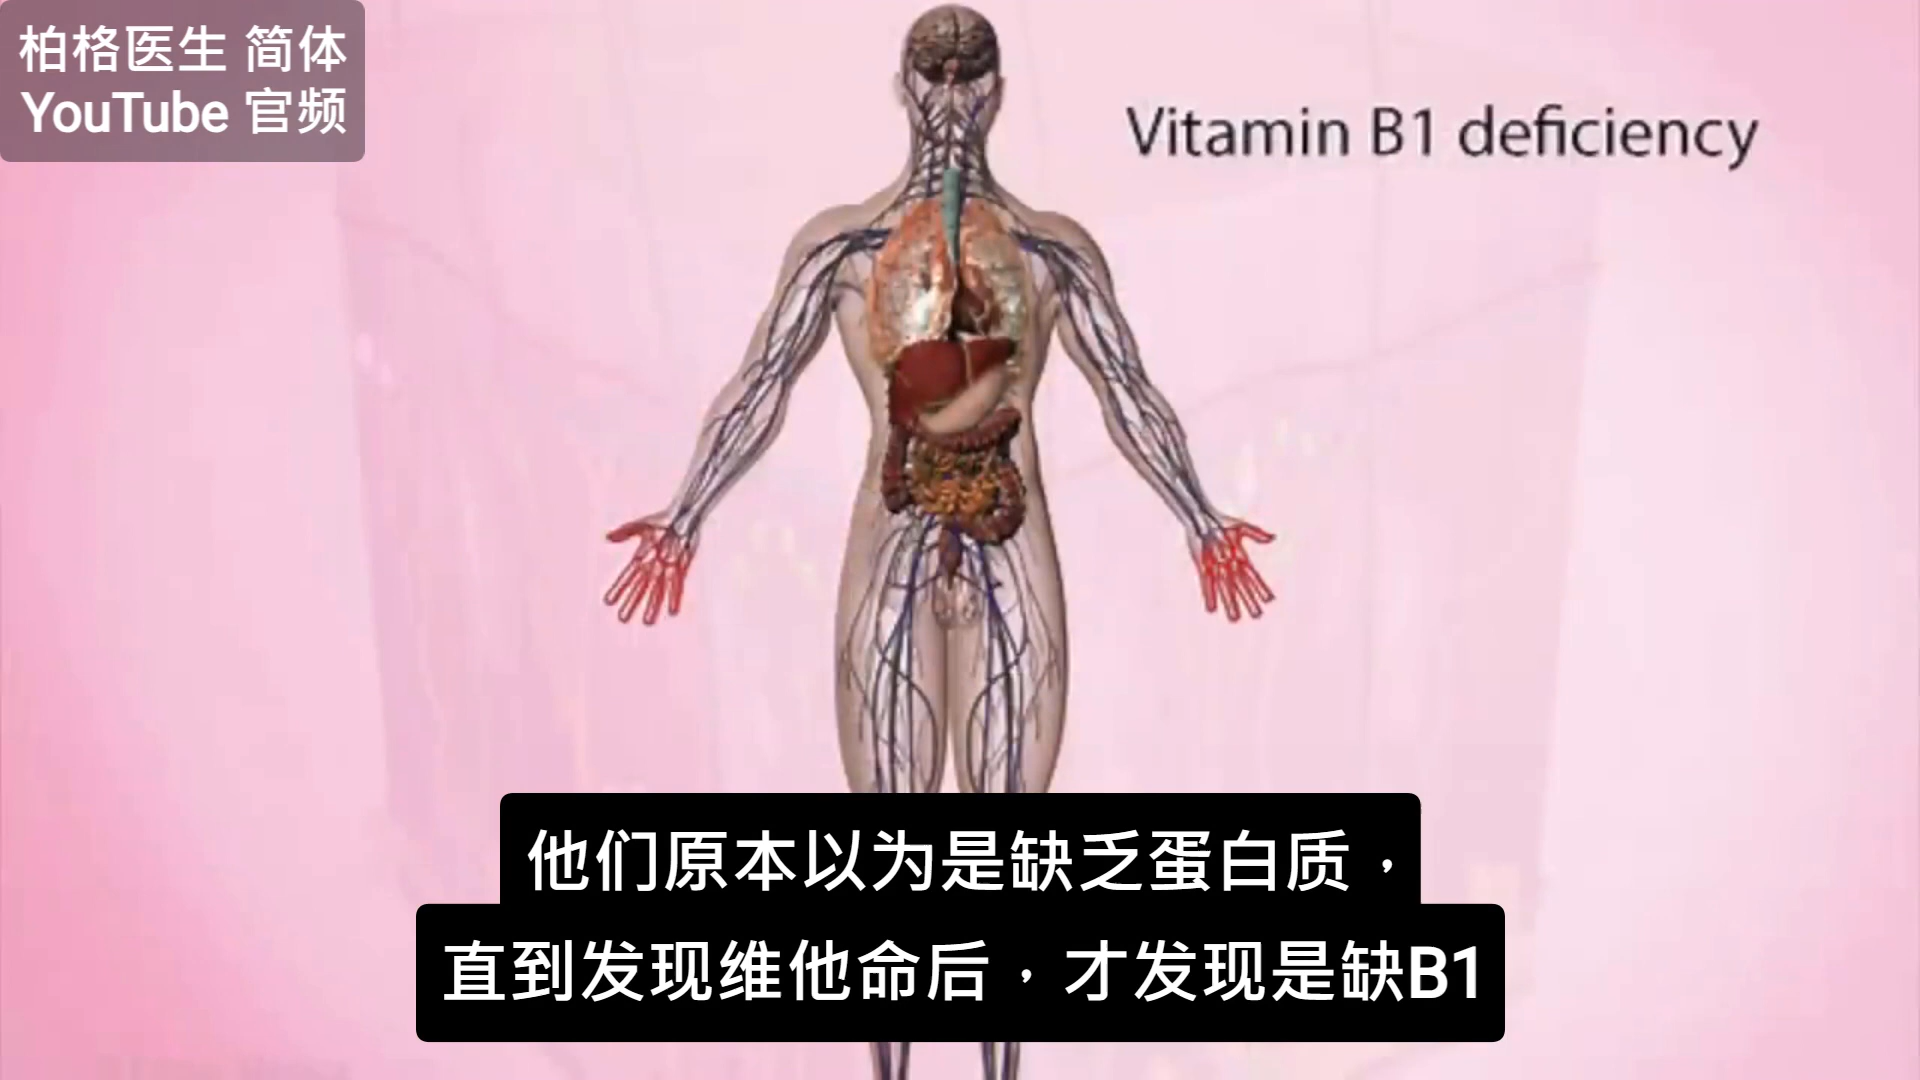 柏格医生 简体
YouTube 官频
Vitamin B1 deficiency
他们原本以为是缺乏蛋白质，
直到发现维他命后，才发现是缺B1